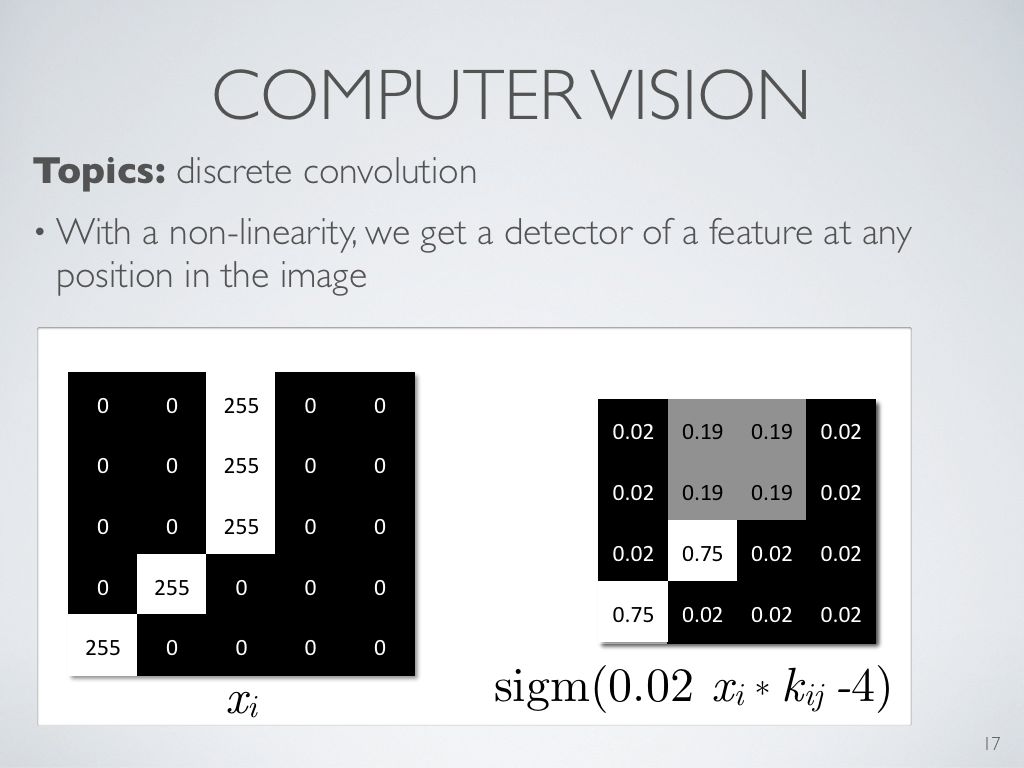 COMPUTER VISION
Topics: discrete convolution
• With a non-linearity, we get a detector of a feature at any
position in the image
0 0 255 0 0
0 0 255 0 0
0 0 255 0 0
0 255 0 0 0
255 0 0 0 0
x_i
0.02 0.19 0.19 0.02
0.02 0.19 0.19 0.02
0.02 0.75 0.02 0.02
0.75 0.02 0.02 0.02
sigm(0.02 x_i * k_ij -4)
17